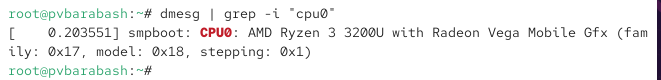 root@pvbarabash:~# dmesg | grep -i "cpu0"
[    0.203551] smpboot: CPU0: AMD Ryzen 3 3200U with Radeon Vega Mobile Gfx (fam
ily: 0x17, model: 0x18, stepping: 0x1)
root@pvbarabash:~#